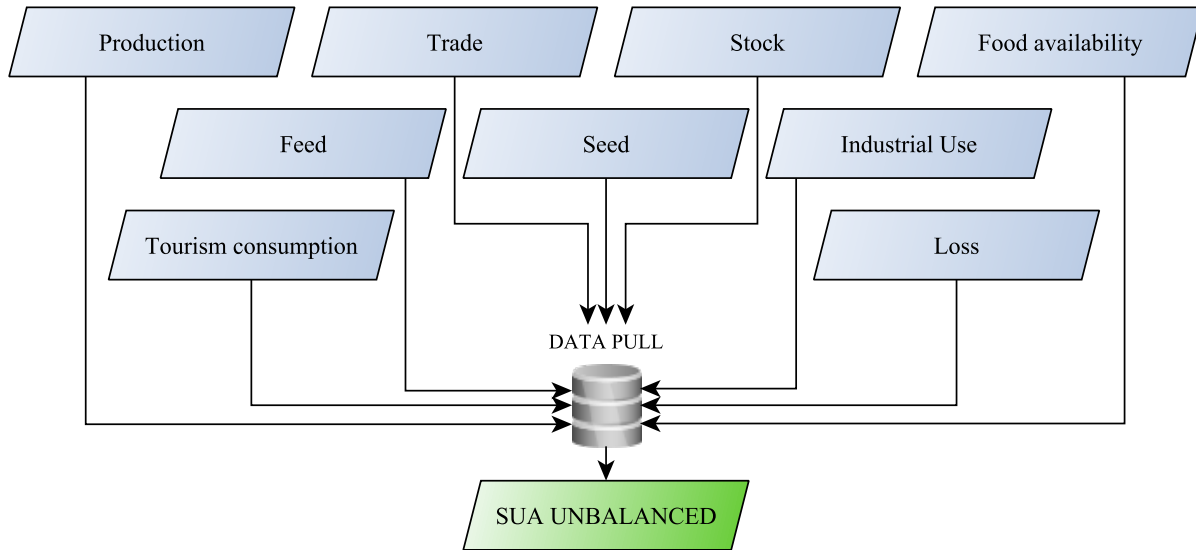 Production
Trade
Stock
Food availability
Feed
Seed
Industrial Use
Tourism consumption
Loss
DATA PULL
SUA UNBALANCED